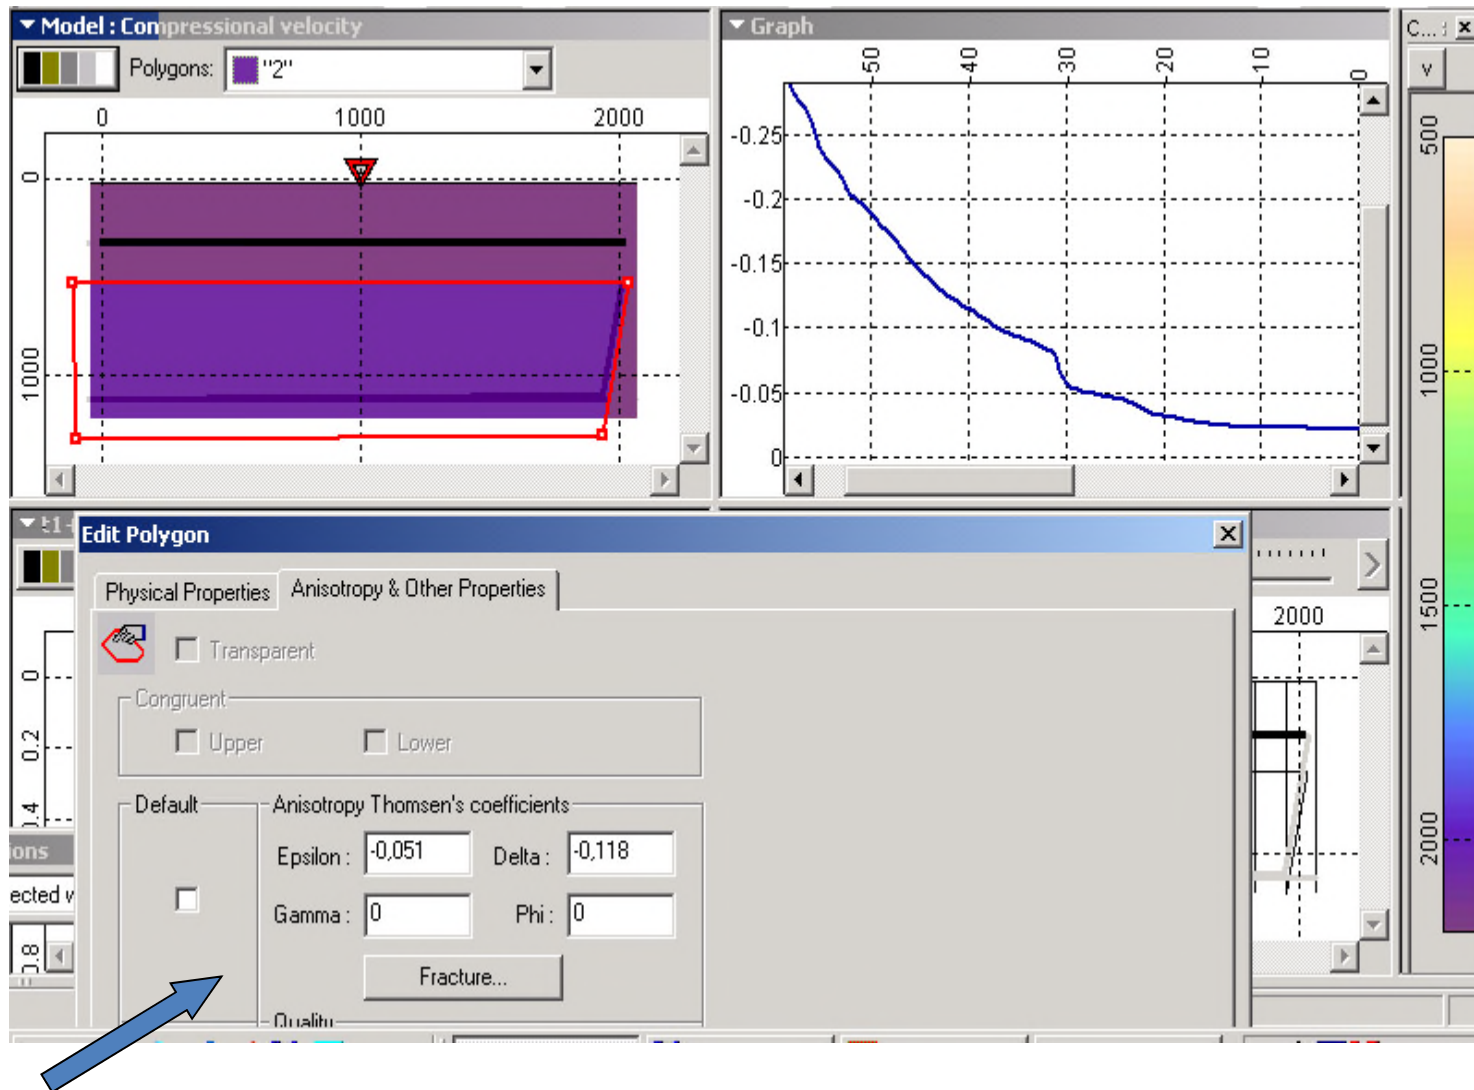 Model : Compressional velocity
Polygons: "2"
0 1000 2000
0
1000
Graph
50 40 30 20 10 0
-0.25
-0.2
-0.15
-0.1
-0.05
0
C...
v
500
1000
1500
2000
Edit Polygon
Physical Properties Anisotropy & Other Properties
Transparent
Congruent
Upper Lower
Default
Anisotropy Thomsen's coefficients
Epsilon : -0,051 Delta : -0,118
Gamma : 0 Phi : 0
Fracture...
Quality
0
0.2
0.4
ions
ected v
0.8
2000